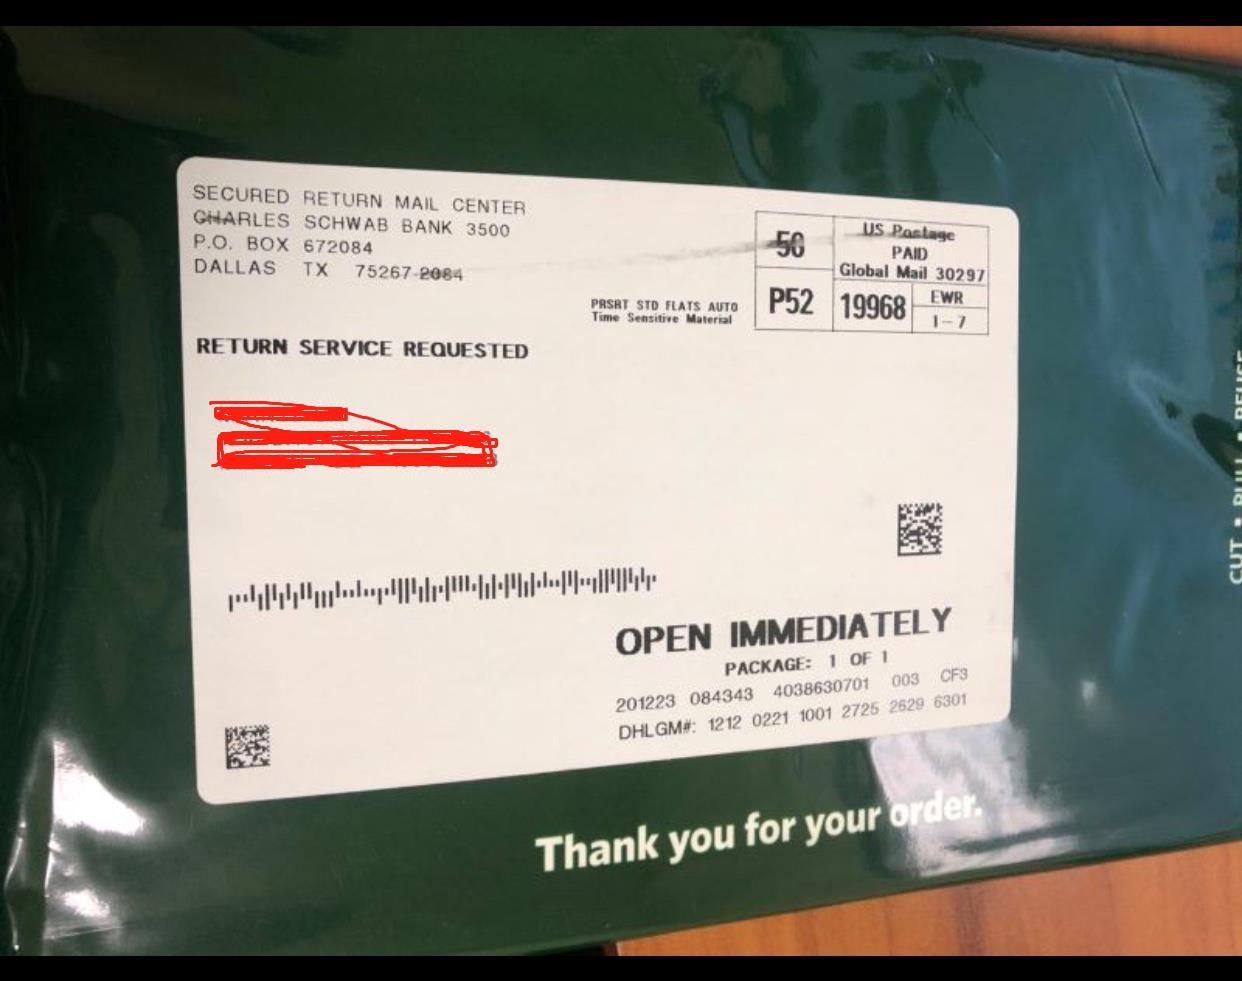 SECURED RETURN MAIL CENTER
CHARLES SCHWAB BANK 3500
P.O. BOX 672084
DALLAS TX 75267-2084
50
US Postage
PAID
Global Mail 30297
P52
19968
EWR
1-7
PRSRT STD FLATS AUTO
Time Sensitive Material
RETURN SERVICE REQUESTED
OPEN IMMEDIATELY
PACKAGE: 1 OF 1
201223 084343 4038630701 003 CF3
DHLGM#: 1212 0221 1001 2725 2629 6301
Thank you for your order.
CUT • PULL • REUSE